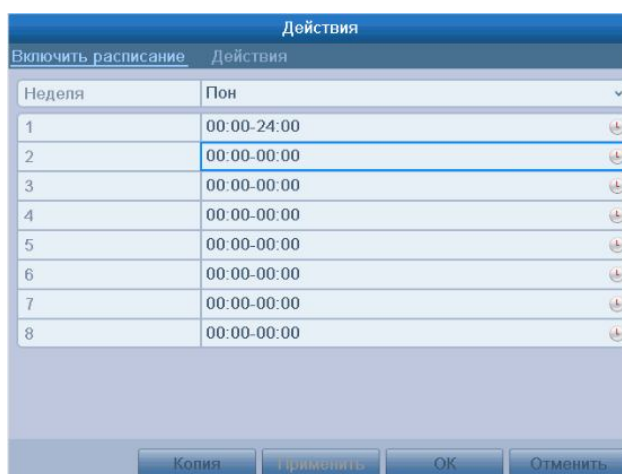 Действия
Включить расписание Действия
Неделя Пон
1 00:00-24:00
2 00:00-00:00
3 00:00-00:00
4 00:00-00:00
5 00:00-00:00
6 00:00-00:00
7 00:00-00:00
8 00:00-00:00
Копия Применить OK Отменить